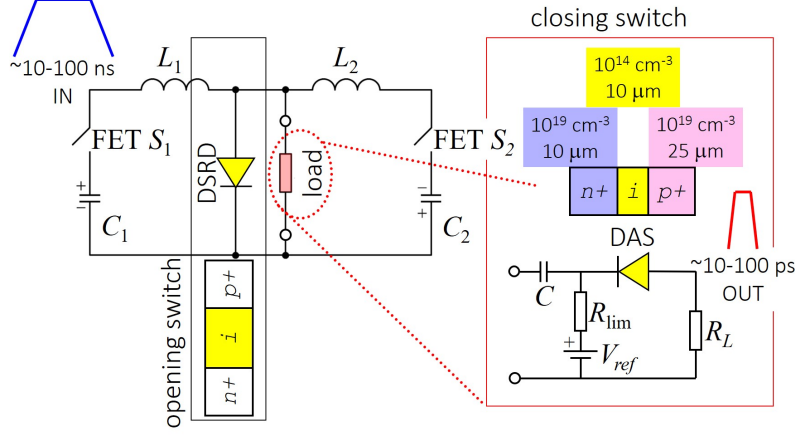 closing switch
~10-100 ns
IN
L₁
L₂
10¹⁴ cm⁻³
10 µm
10¹⁹ cm⁻³
10 µm
10¹⁹ cm⁻³
25 µm
FET S₁
DSRD
load
FET S₂
n+
i
p+
+
−
C₁
−
+
C₂
DAS
~10-100 ps
OUT
C
R_lim
R_L
+
V_ref
opening switch
p+
i
n+